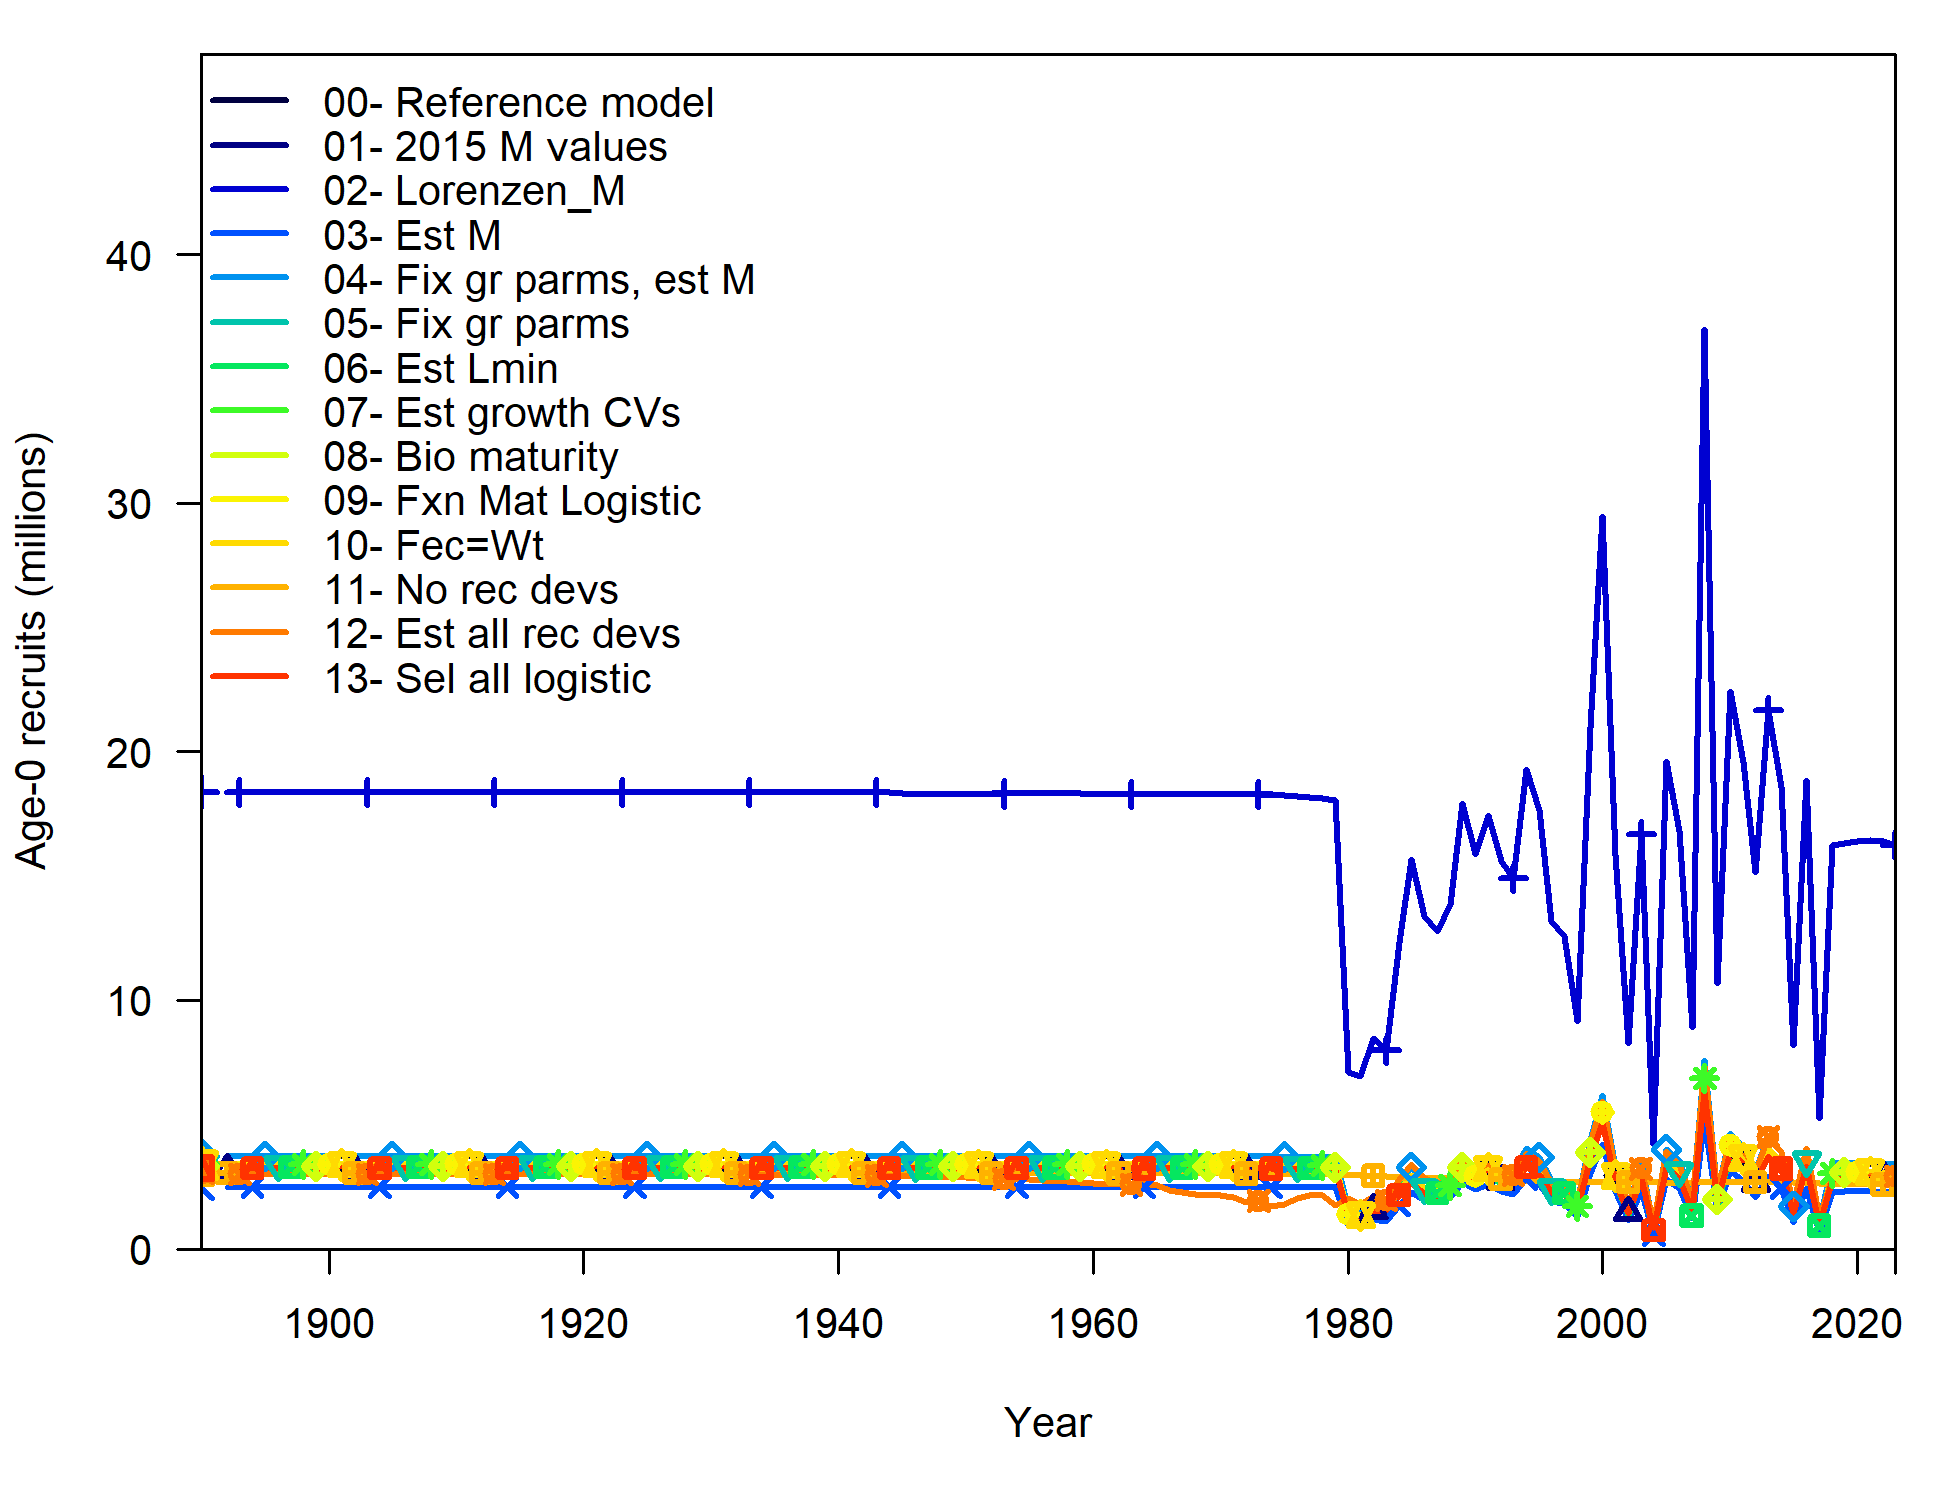 00- Reference model
01- 2015 M values
02- Lorenzen_M
03- Est M
04- Fix gr parms, est M
05- Fix gr parms
06- Est Lmin
07- Est growth CVs
08- Bio maturity
09- Fxn Mat Logistic
10- Fec=Wt
11- No rec devs
12- Est all rec devs
13- Sel all logistic
Age-0 recruits (millions)
40
30
20
10
0
1900 1920 1940 1960 1980 2000 2020
Year